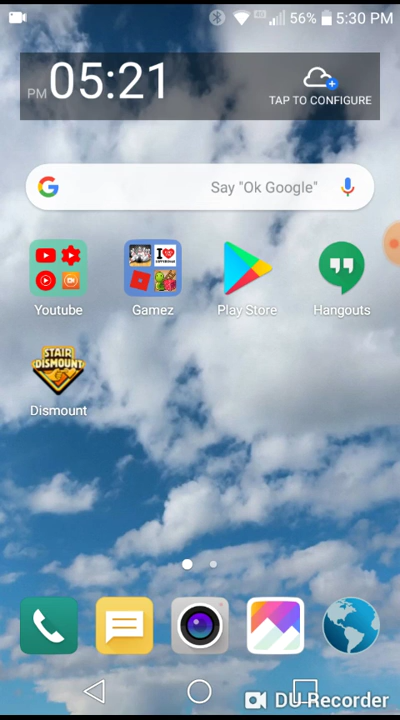 56% 5:30 PM
PM 05:21
TAP TO CONFIGURE
Say "Ok Google"
Youtube
Gamez
Play Store
Hangouts
STAIR
DISMOUNT
Dismount
DU Recorder